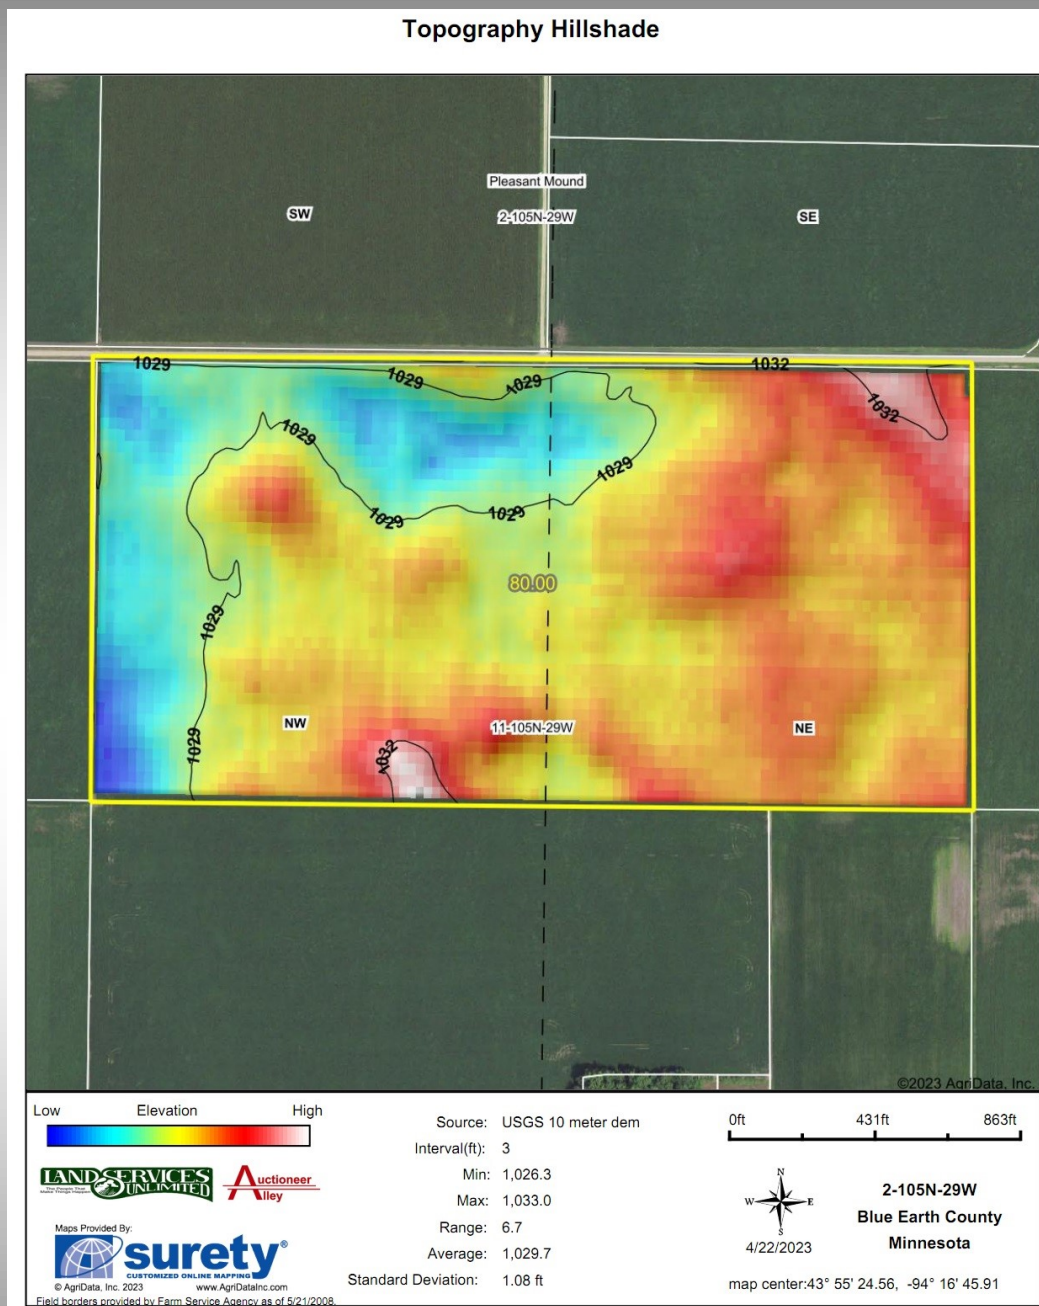 Topography Hillshade
Pleasant Mound
SW
2-105N-29W
SE
1029
1029
1029
1032
1032
1029
1029
1029
1029
80.00
1029
NW
11-105N-29W
NE
1029
1032
©2023 AgriData, Inc.
Low Elevation High
LAND SERVICES
UNLIMITED
The People That
Make Things Happen
Auctioneer
Alley
Maps Provided By:
surety®
CUSTOMIZED ONLINE MAPPING
© AgriData, Inc. 2023 www.AgriDataInc.com
Field borders provided by Farm Service Agency as of 5/21/2008.
Source: USGS 10 meter dem
Interval(ft): 3
Min: 1,026.3
Max: 1,033.0
Range: 6.7
Average: 1,029.7
Standard Deviation: 1.08 ft
0ft 431ft 863ft
N
W E
S
4/22/2023
2-105N-29W
Blue Earth County
Minnesota
map center:43° 55' 24.56, -94° 16' 45.91